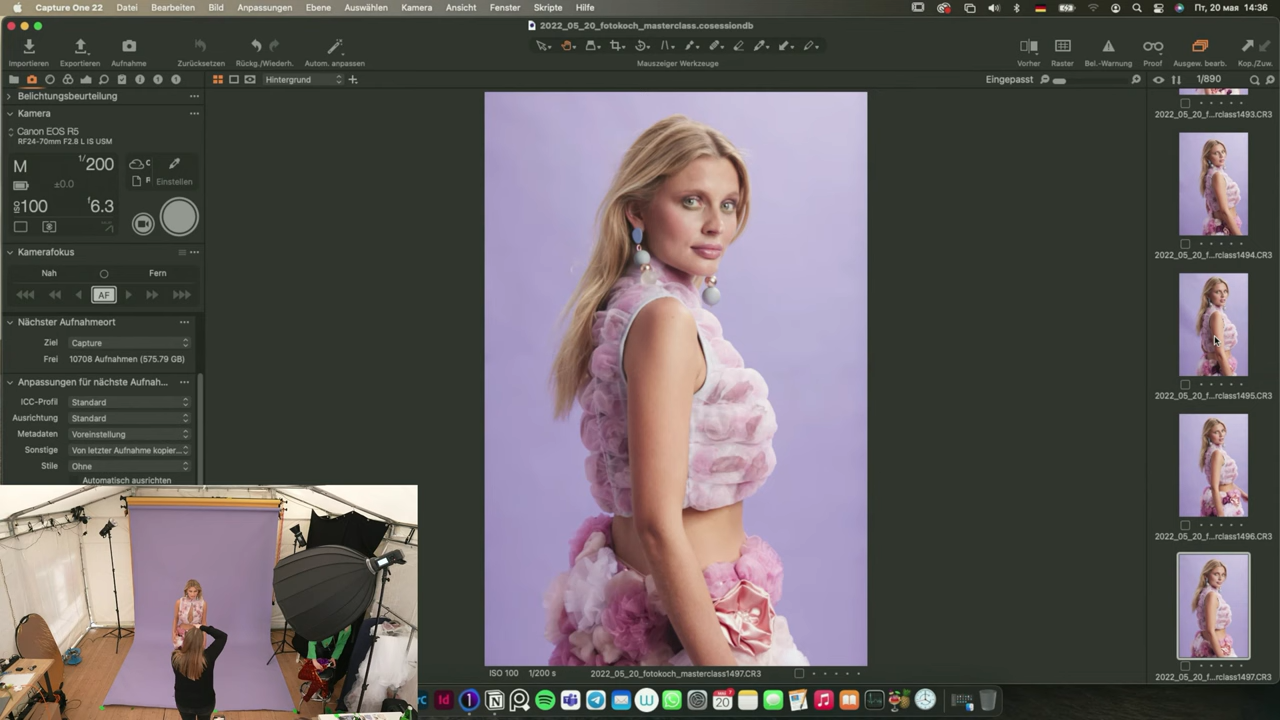 Capture One 22 Datei Bearbeiten Bild Anpassungen Ebene Auswählen Kamera Ansicht Fenster Skripte Hilfe
Пт, 20 мая 14:36
2022_05_20_fotokoch_masterclass.cosessiondb
Importieren Exportieren Aufnahme Zurücksetzen Rückg./Wiederh. Autom. anpassen
Mauszeiger Werkzeuge
Vorher Raster Bel.-Warnung Proof Ausgew. bearb. Kop./Zuw.
Hintergrund
Eingepasst
1/890
Belichtungsbeurteilung
Kamera
Canon EOS R5
RF24-70mm F2.8 L IS USM
M 1/200
±0.0
ISO100 f6.3
Einstellen
Kamerafokus
Nah Fern
AF
Nächster Aufnahmeort
Ziel Capture
Frei 10708 Aufnahmen (575.79 GB)
Anpassungen für nächste Aufnah...
ICC-Profil Standard
Ausrichtung Standard
Metadaten Voreinstellung
Sonstige Von letzter Aufnahme kopier...
Stile Ohne
Automatisch ausrichten
ISO 100 1/200 s 2022_05_20_fotokoch_masterclass1497.CR3
2022_05_20_f...rclass1493.CR3
2022_05_20_f...rclass1494.CR3
2022_05_20_f...rclass1495.CR3
2022_05_20_f...rclass1496.CR3
2022_05_20_f...rclass1497.CR3